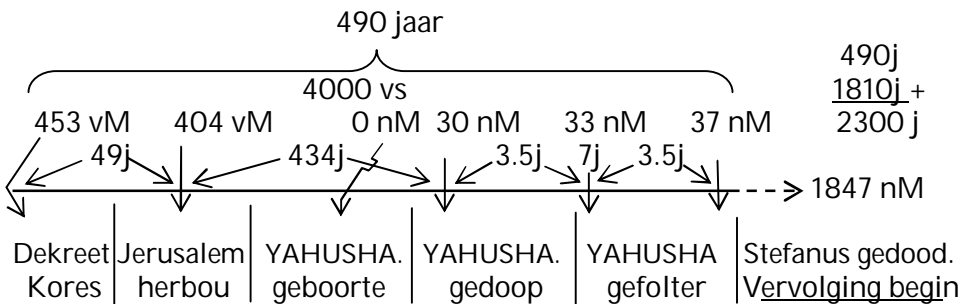 490 jaar
490j
4000 vs
1810j +
453 vM 404 vM 0 nM 30 nM 33 nM 37 nM
2300 j
49j 434j 3.5j 7j 3.5j
1847 nM
Dekreet Jerusalem YAHUSHA. YAHUSHA. YAHUSHA Stefanus gedood.
Kores herbou geboorte gedoop gefolter Vervolging begin